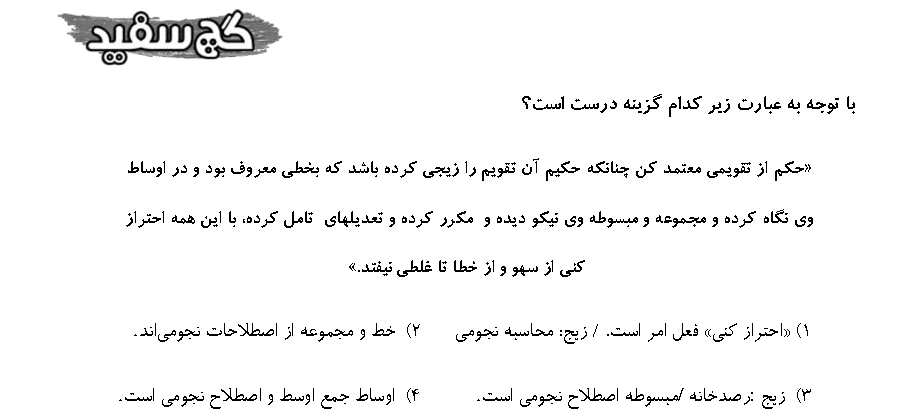 گچ سفید
با توجه به عبارت زیر کدام گزینه درست است؟
«حکم از تقویمی معتمد کن چنانکه حکیم آن تقویم را زیجی کرده باشد که بخطی معروف بود و در اوساط
وی نگاه کرده و مجموعه و مبسوطه وی نیکو دیده و مکرر کرده و تعدیلهای تامل کرده، با این همه احتراز
کنی از سهو و از خطا تا غلطی نیفتد.»
۱) «احتراز کنی» فعل امر است. / زیج: محاسبه نجومی ۲) خط و مجموعه از اصطلاحات نجومی‌اند.
۳) زیج :رصدخانه /مبسوطه اصطلاح نجومی است. ۴) اوساط جمع اوسط و اصطلاح نجومی است.